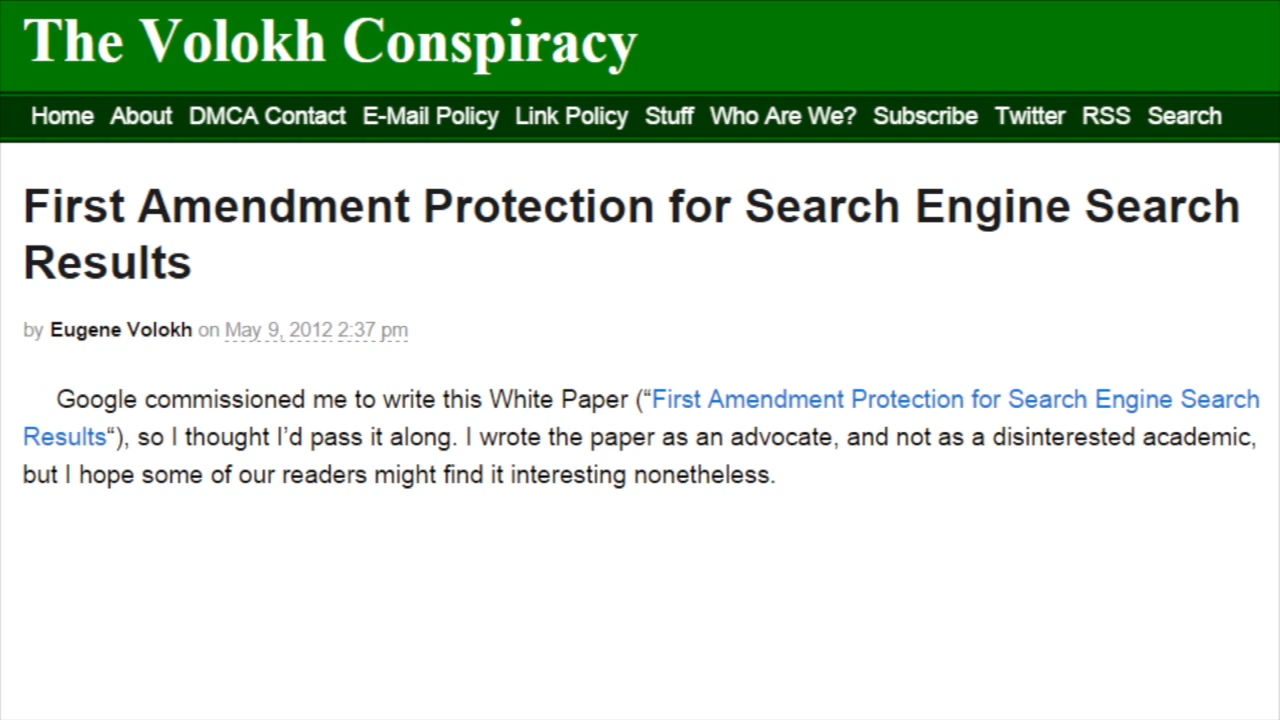 The Volokh Conspiracy
Home About DMCA Contact E-Mail Policy Link Policy Stuff Who Are We? Subscribe Twitter RSS Search
First Amendment Protection for Search Engine Search
Results
by Eugene Volokh on May 9, 2012 2:37 pm
Google commissioned me to write this White Paper (“First Amendment Protection for Search Engine Search
Results“), so I thought I’d pass it along. I wrote the paper as an advocate, and not as a disinterested academic,
but I hope some of our readers might find it interesting nonetheless.